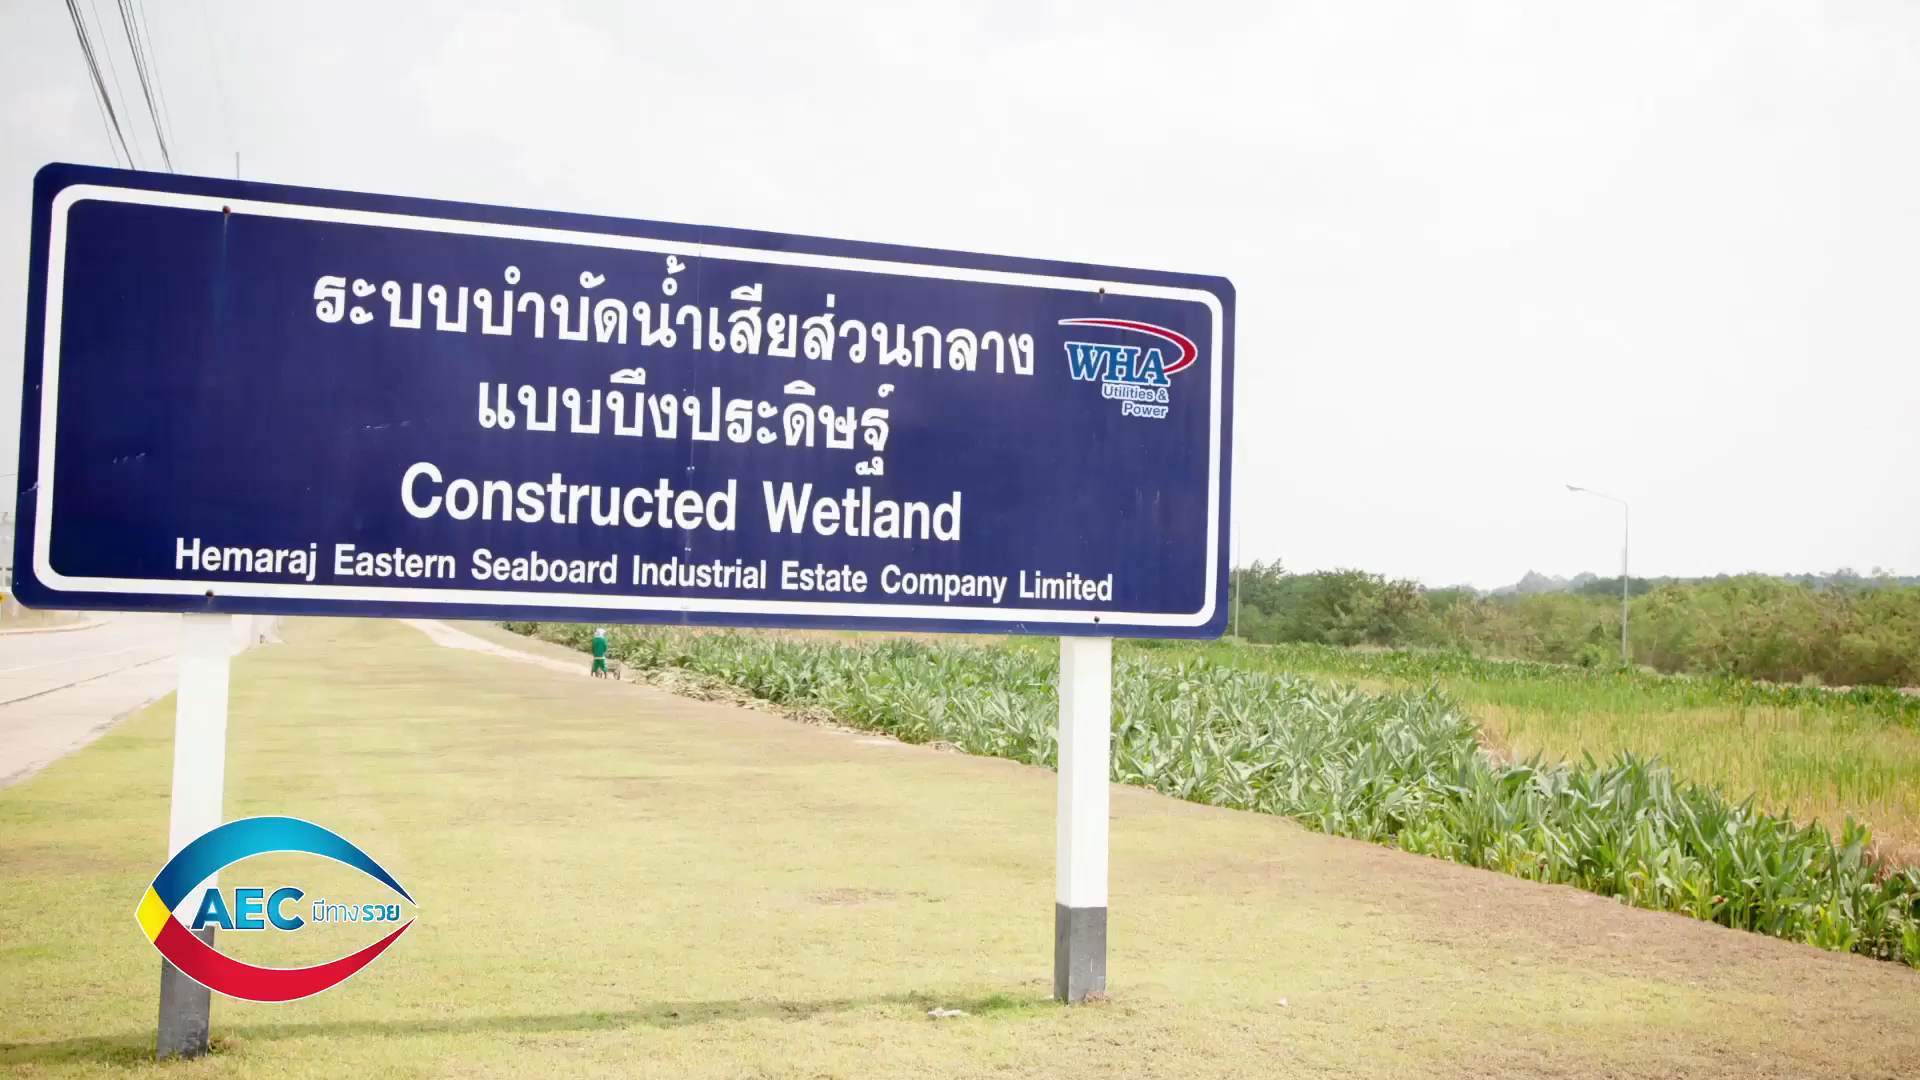 ระบบบำบัดน้ำเสียส่วนกลาง
แบบบึงประดิษฐ์
Constructed Wetland
Hemaraj Eastern Seaboard Industrial Estate Company Limited
WHA
Utilities &
Power
AEC มีทางรวย